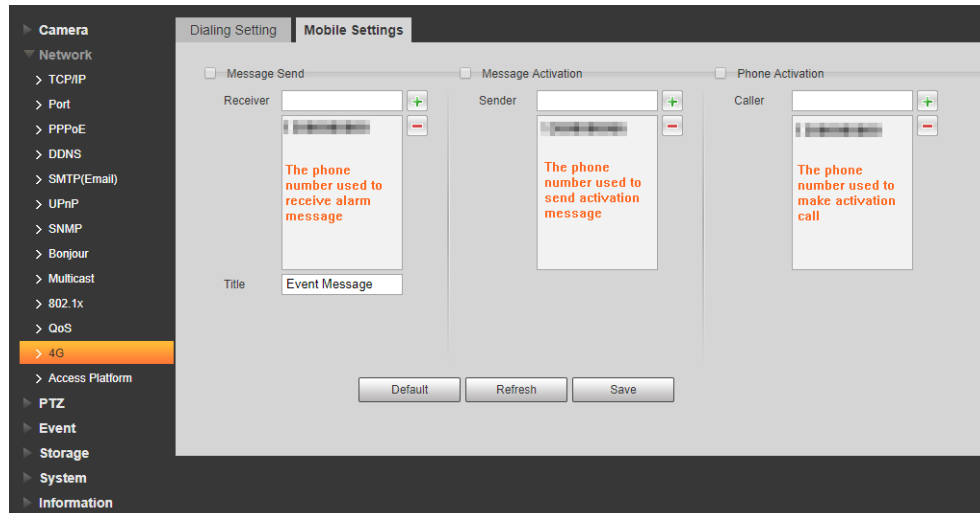 Camera
Network
TCP/IP
Port
PPPoE
DDNS
SMTP(Email)
UPnP
SNMP
Bonjour
Multicast
802.1x
QoS
4G
Access Platform
PTZ
Event
Storage
System
Information
Dialing Setting
Mobile Settings
Message Send
Receiver
The phone
number used to
receive alarm
message
Title
Event Message
Message Activation
Sender
The phone
number used to
send activation
message
Phone Activation
Caller
The phone
number used to
make activation
call
Default
Refresh
Save